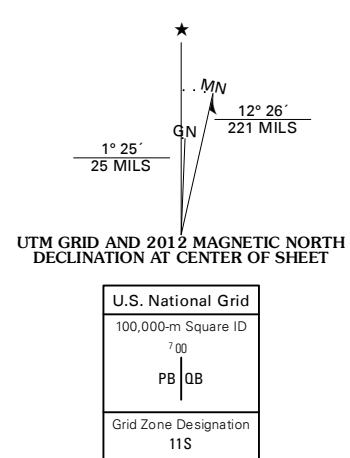 ★
MN
12° 26´
221 MILS
GN
1° 25´
25 MILS
UTM GRID AND 2012 MAGNETIC NORTH
DECLINATION AT CENTER OF SHEET
U.S. National Grid
100,000-m Square ID
⁷00
PB QB
Grid Zone Designation
11S